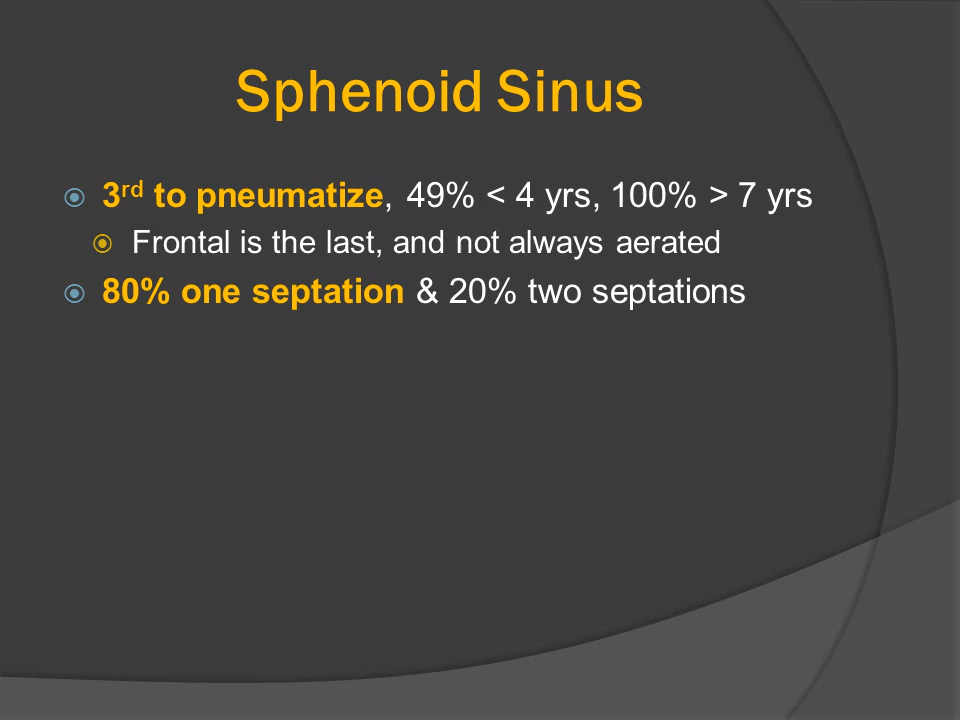 Sphenoid Sinus
3rd to pneumatize, 49% < 4 yrs, 100% > 7 yrs
Frontal is the last, and not always aerated
80% one septation & 20% two septations